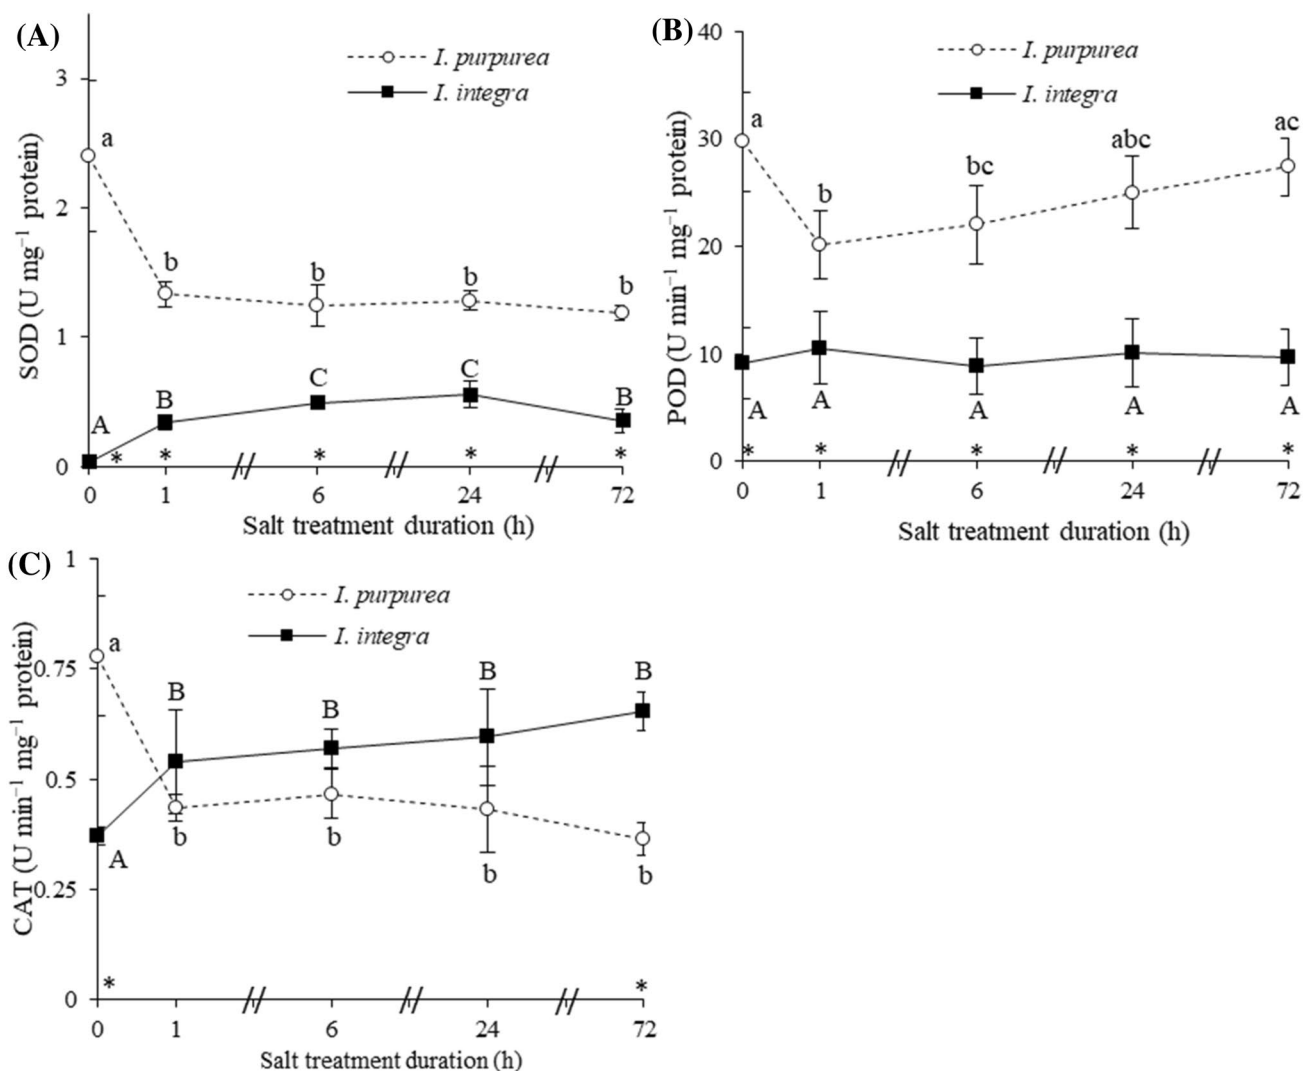 (A)
I. purpurea
I. integra
SOD (U mg⁻¹ protein)
3
2
1
0
a
b
b
b
b
A
B
C
C
B
* * * * *
0 1 6 24 72
Salt treatment duration (h)
(B)
I. purpurea
I. integra
POD (U min⁻¹ mg⁻¹ protein)
40
30
20
10
0
a
b
bc
abc
ac
A A A A A
* * * * *
0 1 6 24 72
Salt treatment duration (h)
(C)
I. purpurea
I. integra
CAT (U min⁻¹ mg⁻¹ protein)
1
0.75
0.5
0.25
0
a
B
B
B
B
A
b
b
b
b
* *
0 1 6 24 72
Salt treatment duration (h)